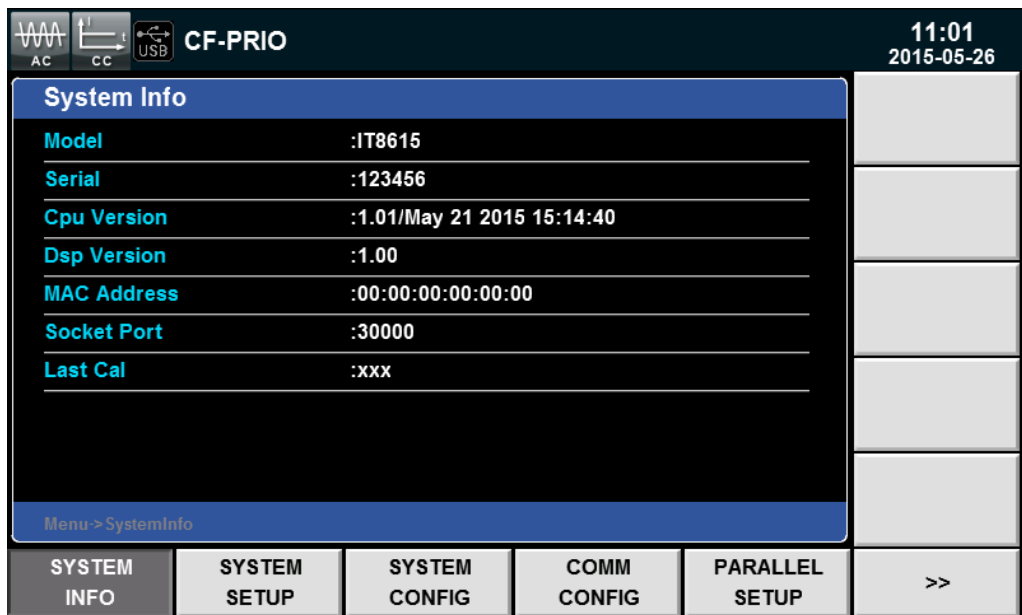 AC CC USB CF-PRIO 11:01
2015-05-26
System Info
Model :IT8615
Serial :123456
Cpu Version :1.01/May 21 2015 15:14:40
Dsp Version :1.00
MAC Address :00:00:00:00:00:00
Socket Port :30000
Last Cal :xxx
Menu->SystemInfo
SYSTEM INFO
SYSTEM SETUP
SYSTEM CONFIG
COMM CONFIG
PARALLEL SETUP
>>